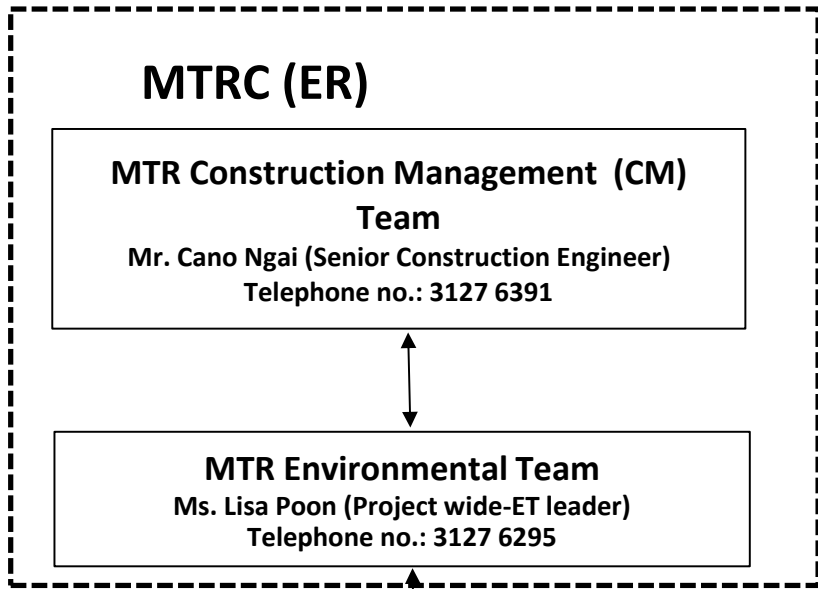 MTRC (ER)
MTR Construction Management (CM)
Team
Mr. Cano Ngai (Senior Construction Engineer)
Telephone no.: 3127 6391
MTR Environmental Team
Ms. Lisa Poon (Project wide-ET leader)
Telephone no.: 3127 6295